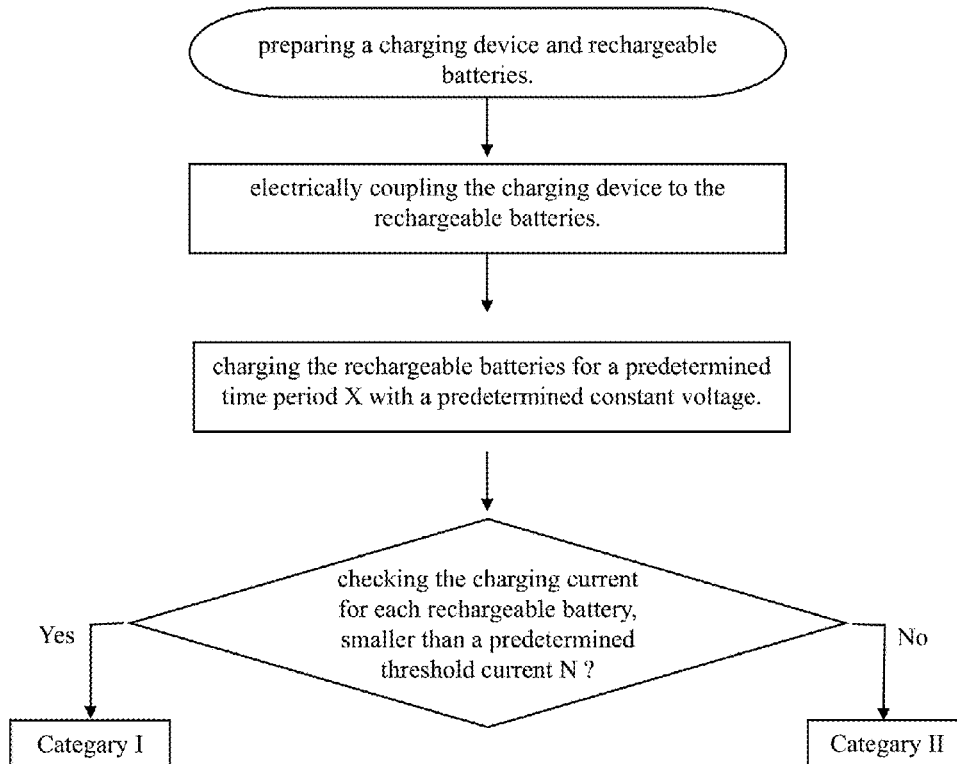 preparing a charging device and rechargeable
batteries.
electrically coupling the charging device to the
rechargeable batteries.
charging the rechargeable batteries for a predetermined
time period X with a predetermined constant voltage.
checking the charging current
for each rechargeable battery,
smaller than a predetermined
threshold current N ?
Yes
No
Categary I
Categary II